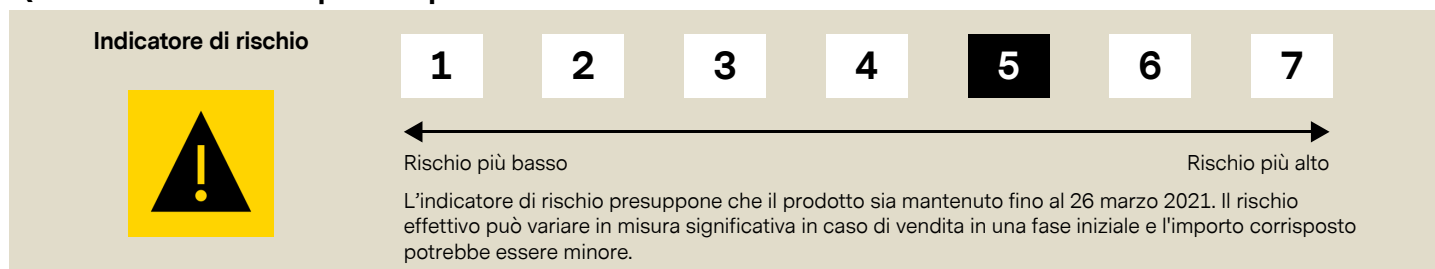 Indicatore di rischio
1 2 3 4 5 6 7
Rischio più basso
Rischio più alto
L'indicatore di rischio presuppone che il prodotto sia mantenuto fino al 26 marzo 2021. Il rischio
effettivo può variare in misura significativa in caso di vendita in una fase iniziale e l'importo corrisposto
potrebbe essere minore.